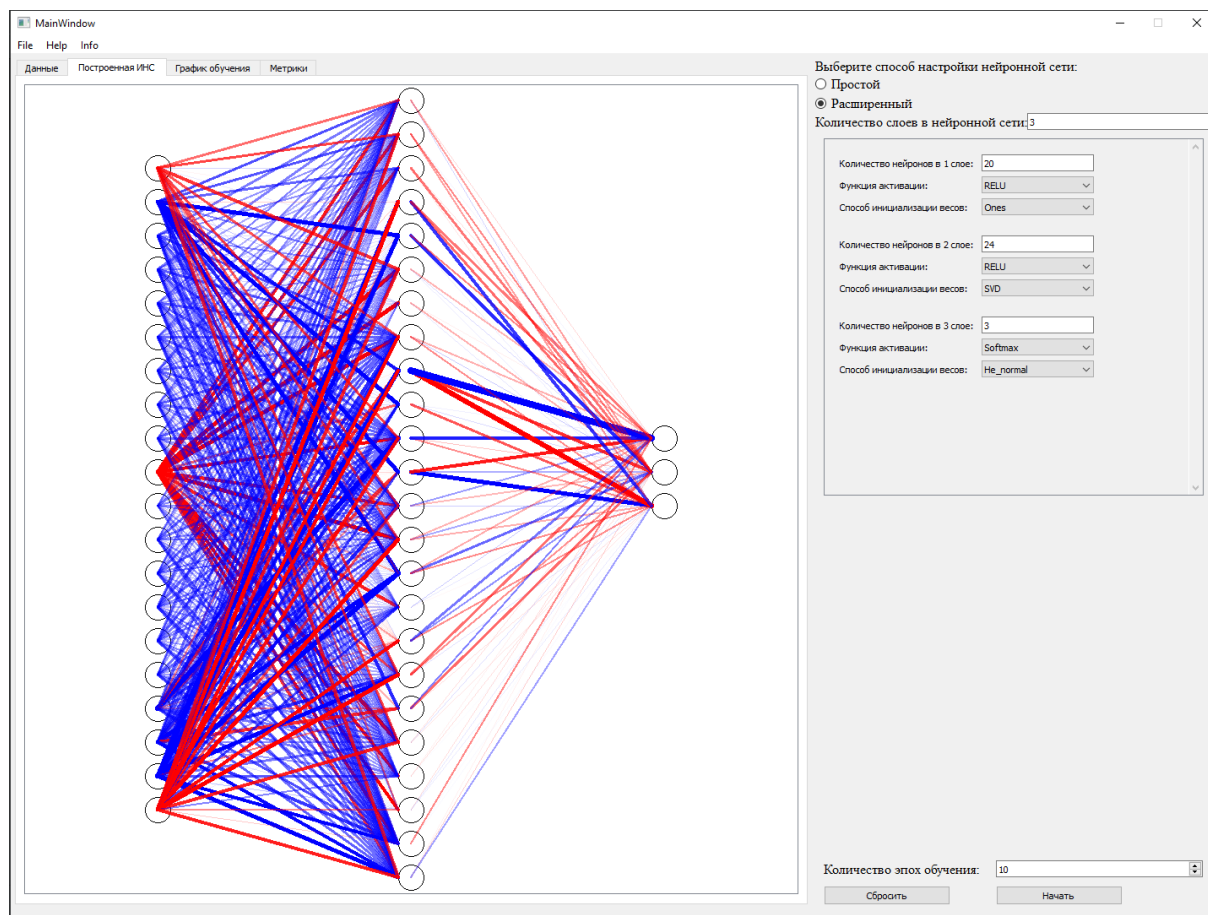 MainWindow
File Help Info
Данные Построенная ИНС График обучения Метрики
Выберите способ настройки нейронной сети:
Простой
Расширенный
Количество слоев в нейронной сети: 3
Количество нейронов в 1 слое: 20
Функция активации: RELU
Способ инициализации весов: Ones
Количество нейронов в 2 слое: 24
Функция активации: RELU
Способ инициализации весов: SVD
Количество нейронов в 3 слое: 3
Функция активации: Softmax
Способ инициализации весов: He_normal
Количество эпох обучения: 10
Сбросить Начать